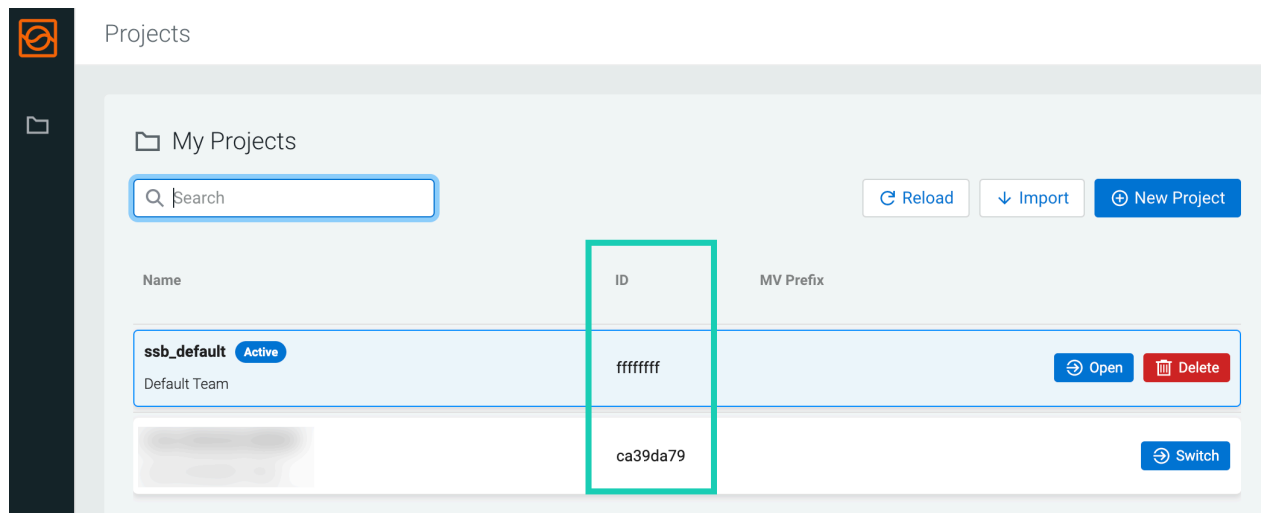 Projects
My Projects
Search
Reload
Import
New Project
Name ID MV Prefix
ssb_default Active
Default Team
ffffffff
Open
Delete
ca39da79
Switch